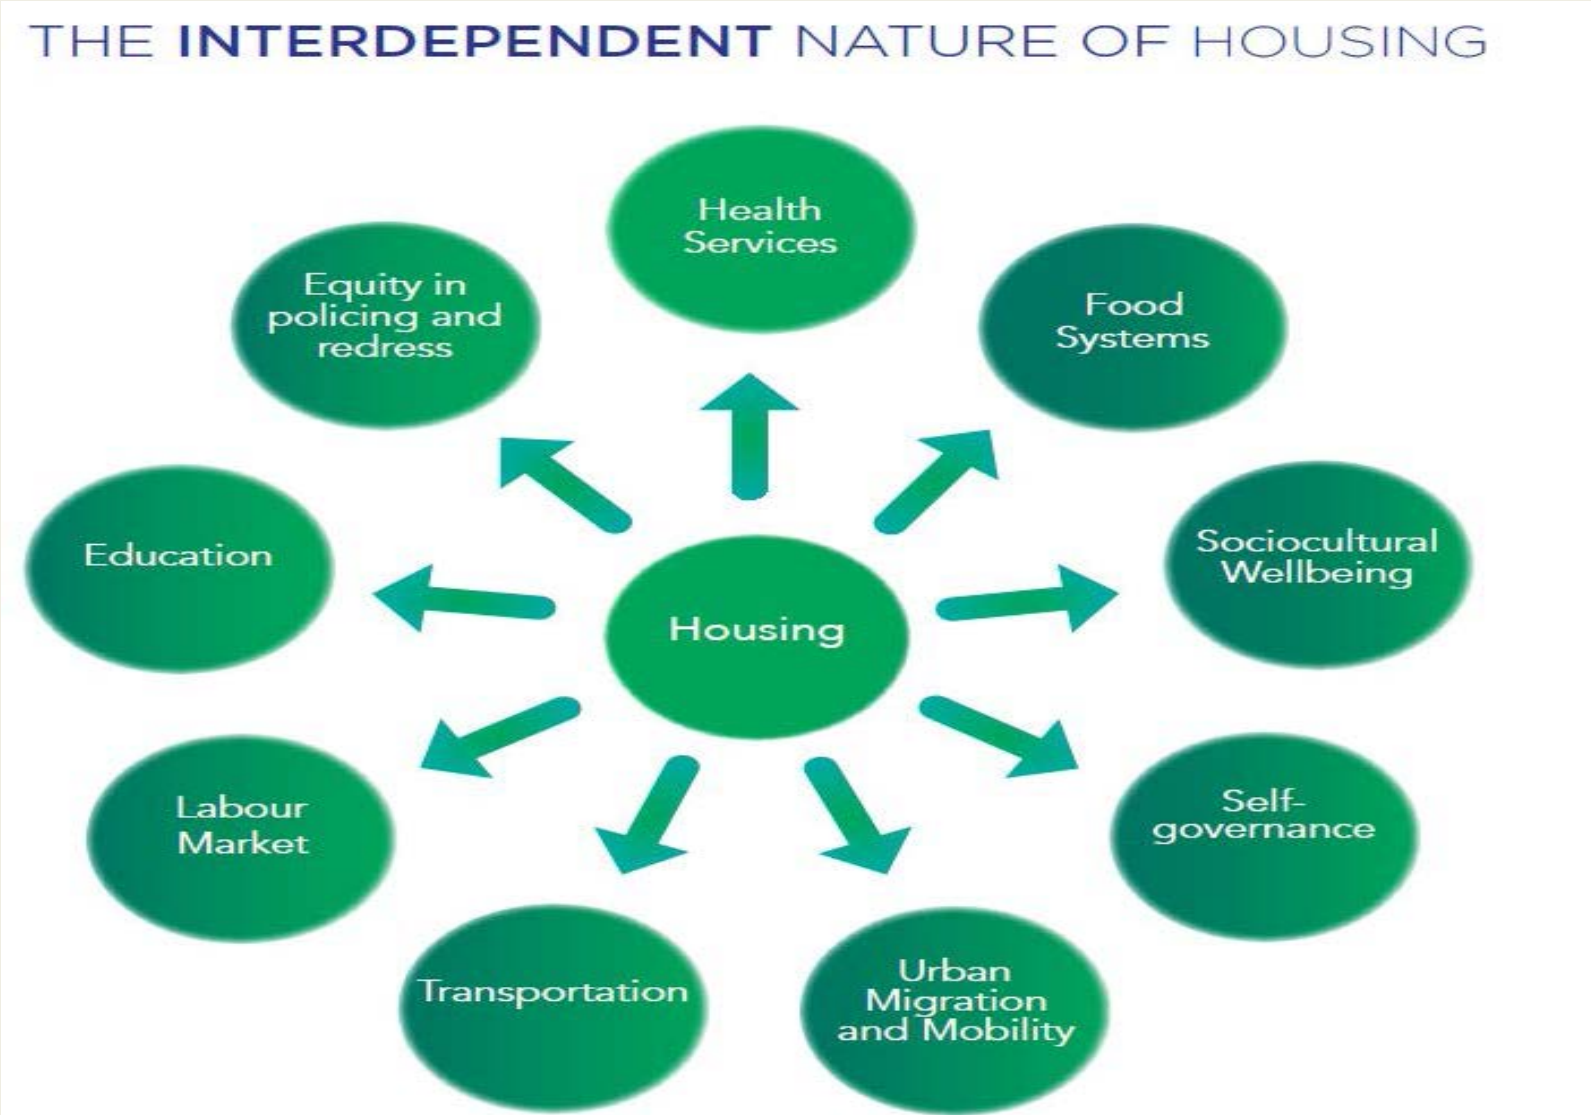 THE INTERDEPENDENT NATURE OF HOUSING
Health
Services
Equity in
policing and
redress
Food
Systems
Education
Sociocultural
Wellbeing
Housing
Labour
Market
Self-
governance
Transportation
Urban
Migration
and Mobility